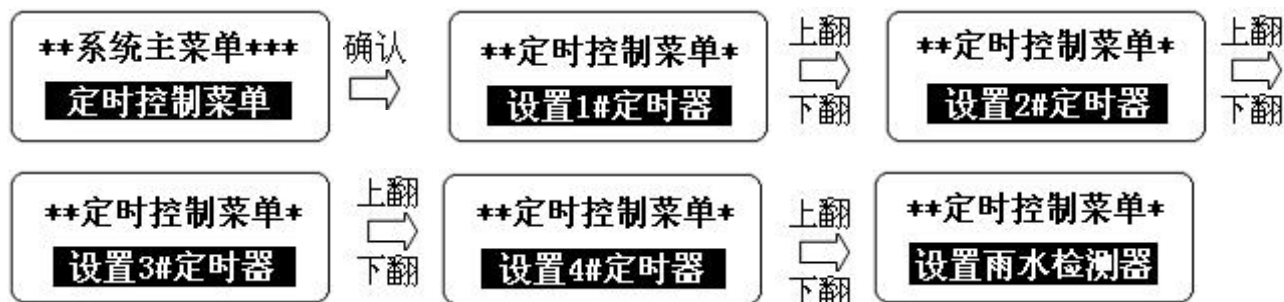 **系统主菜单***
定时控制菜单
确认
**定时控制菜单*
设置1#定时器
上翻
下翻
**定时控制菜单*
设置2#定时器
上翻
下翻
**定时控制菜单*
设置3#定时器
上翻
下翻
**定时控制菜单*
设置4#定时器
上翻
下翻
**定时控制菜单*
设置雨水检测器